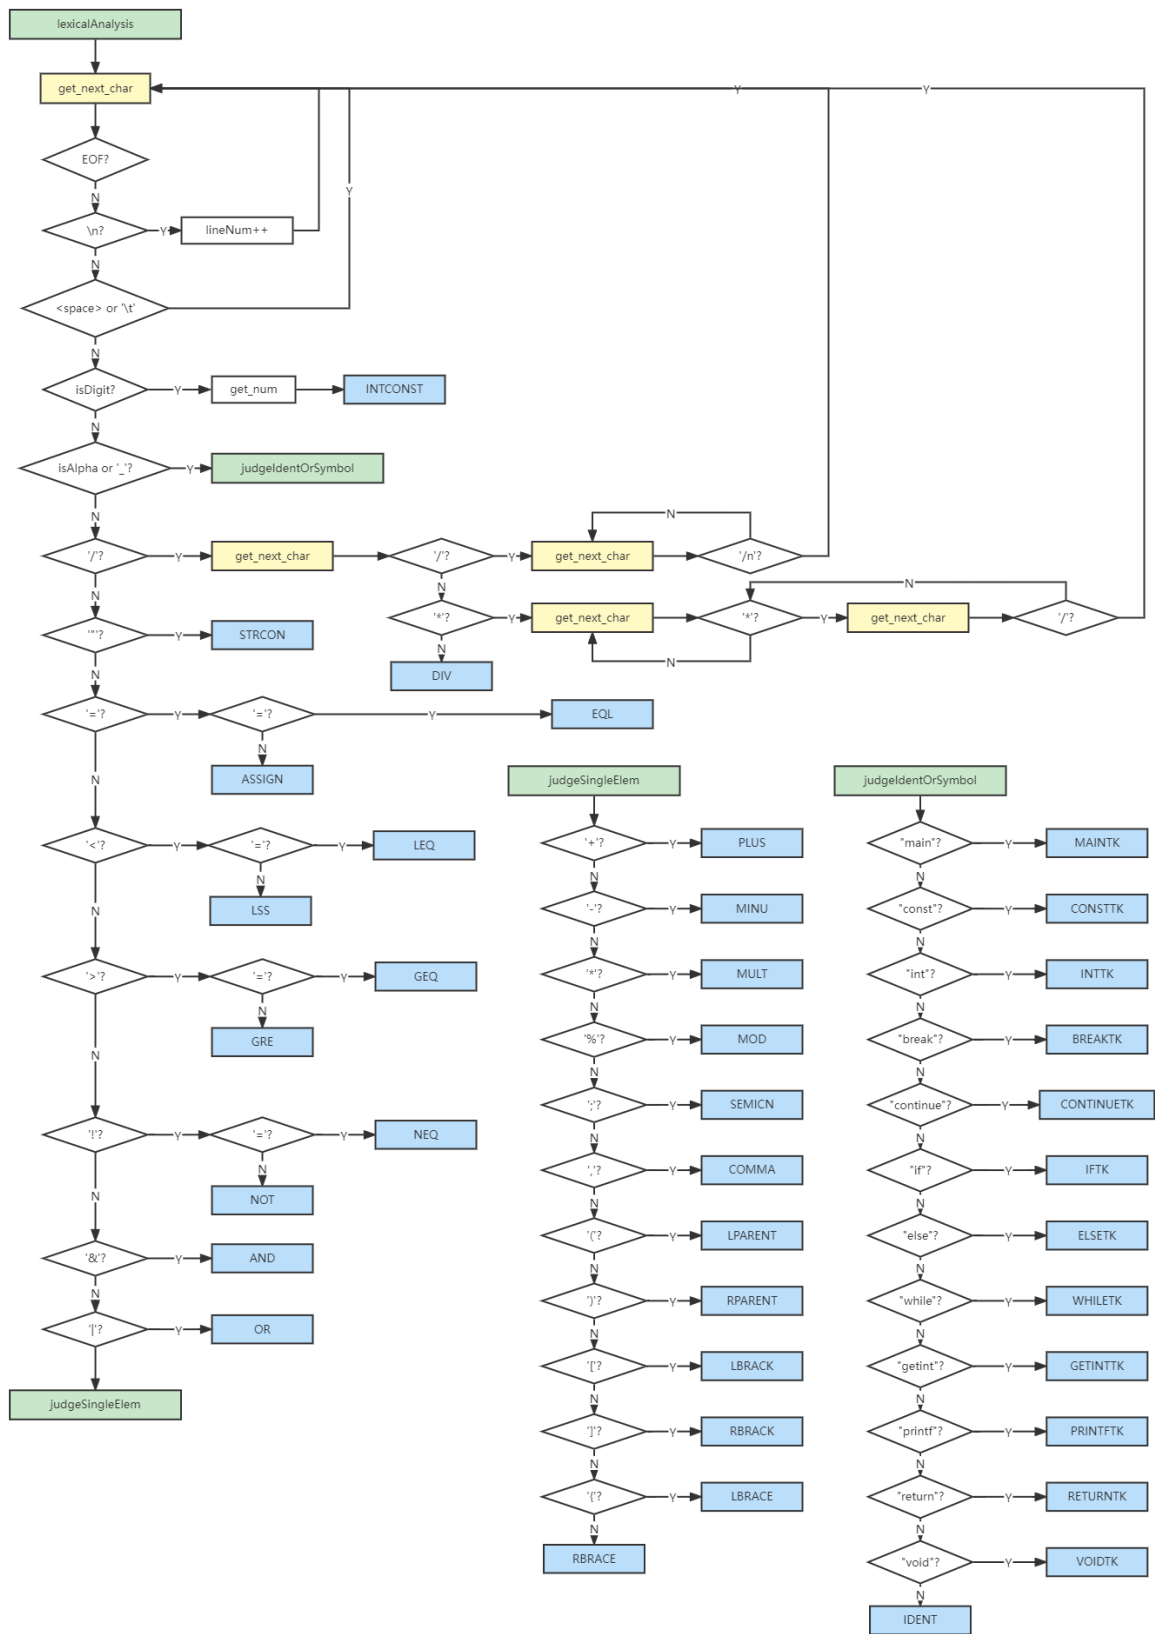 lexicalAnalysis
get_next_char
Y
Y
EOF?
Y
N
\n?
Y
lineNum++
N
<space> or '\t'
N
isDigit?
Y
get_num
INTCONST
N
isAlpha or '_'?
Y
judgeIdentOrSymbol
N
N
'/'?
Y
get_next_char
'/'?
Y
get_next_char
'/n'?
N
N
N
'*'?
Y
get_next_char
'*'?
Y
get_next_char
'/'?
'"'?
Y
STRCON
N
N
N
DIV
'='?
Y
'='?
Y
EQL
N
ASSIGN
N
'<'?
Y
'='?
Y
LEQ
N
LSS
N
'>'?
Y
'='?
Y
GEQ
N
GRE
N
'!'?
Y
'='?
Y
NEQ
N
NOT
N
'&'?
Y
AND
N
'|'?
Y
OR
judgeSingleElem
judgeSingleElem
'+'?
Y
PLUS
N
'-'?
Y
MINU
N
'*'?
Y
MULT
N
'%'?
Y
MOD
N
';'?
Y
SEMICN
N
','?
Y
COMMA
N
'('?
Y
LPARENT
N
')'?
Y
RPARENT
N
'['?
Y
LBRACK
N
']'?
Y
RBRACK
N
'{'?
Y
LBRACE
N
RBRACE
judgeIdentOrSymbol
"main"?
Y
MAINTK
N
"const"?
Y
CONSTTK
N
"int"?
Y
INTTK
N
"break"?
Y
BREAKTK
N
"continue"?
Y
CONTINUETK
N
"if"?
Y
IFTK
N
"else"?
Y
ELSETK
N
"while"?
Y
WHILETK
N
"getint"?
Y
GETINTTK
N
"printf"?
Y
PRINTFTK
N
"return"?
Y
RETURNTK
N
"void"?
Y
VOIDTK
N
IDENT